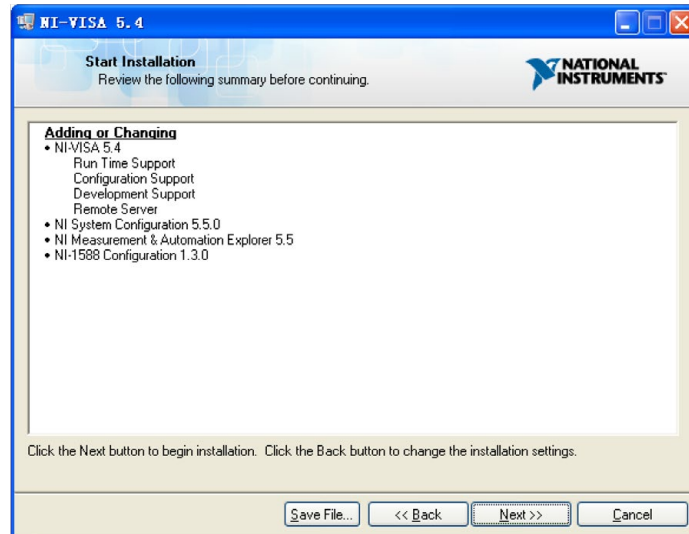 NI-VISA 5.4
Start Installation
Review the following summary before continuing.
NATIONAL
INSTRUMENTS
Adding or Changing
• NI-VISA 5.4
Run Time Support
Configuration Support
Development Support
Remote Server
• NI System Configuration 5.5.0
• NI Measurement & Automation Explorer 5.5
• NI-1588 Configuration 1.3.0
Click the Next button to begin installation. Click the Back button to change the installation settings.
Save File... << Back Next >> Cancel